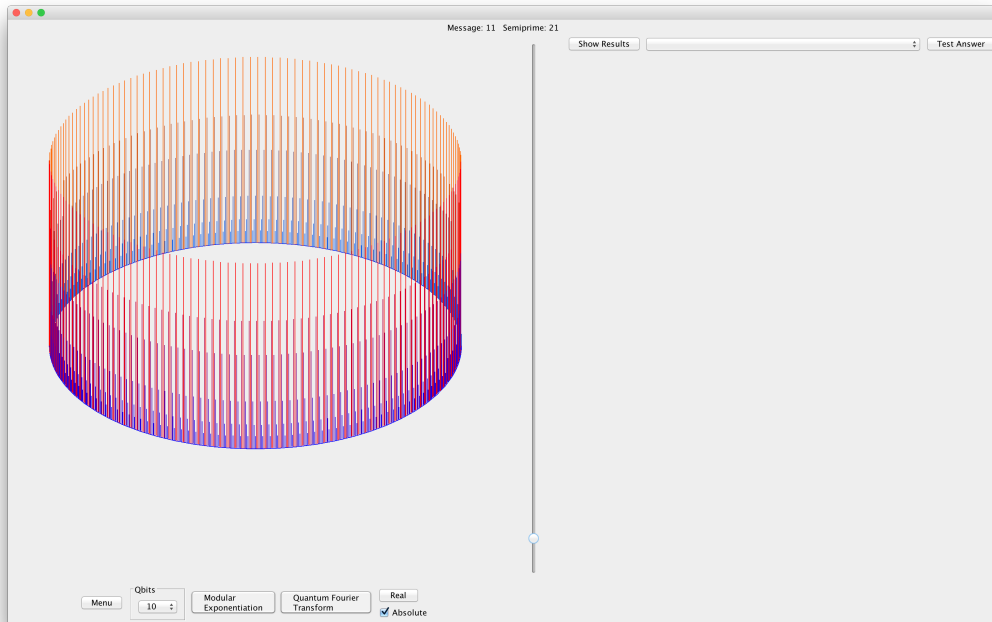 Message: 11 Semiprime: 21
Show Results
Test Answer
Qbits
Menu
10
Modular
Exponentiation
Quantum Fourier
Transform
Real
Absolute